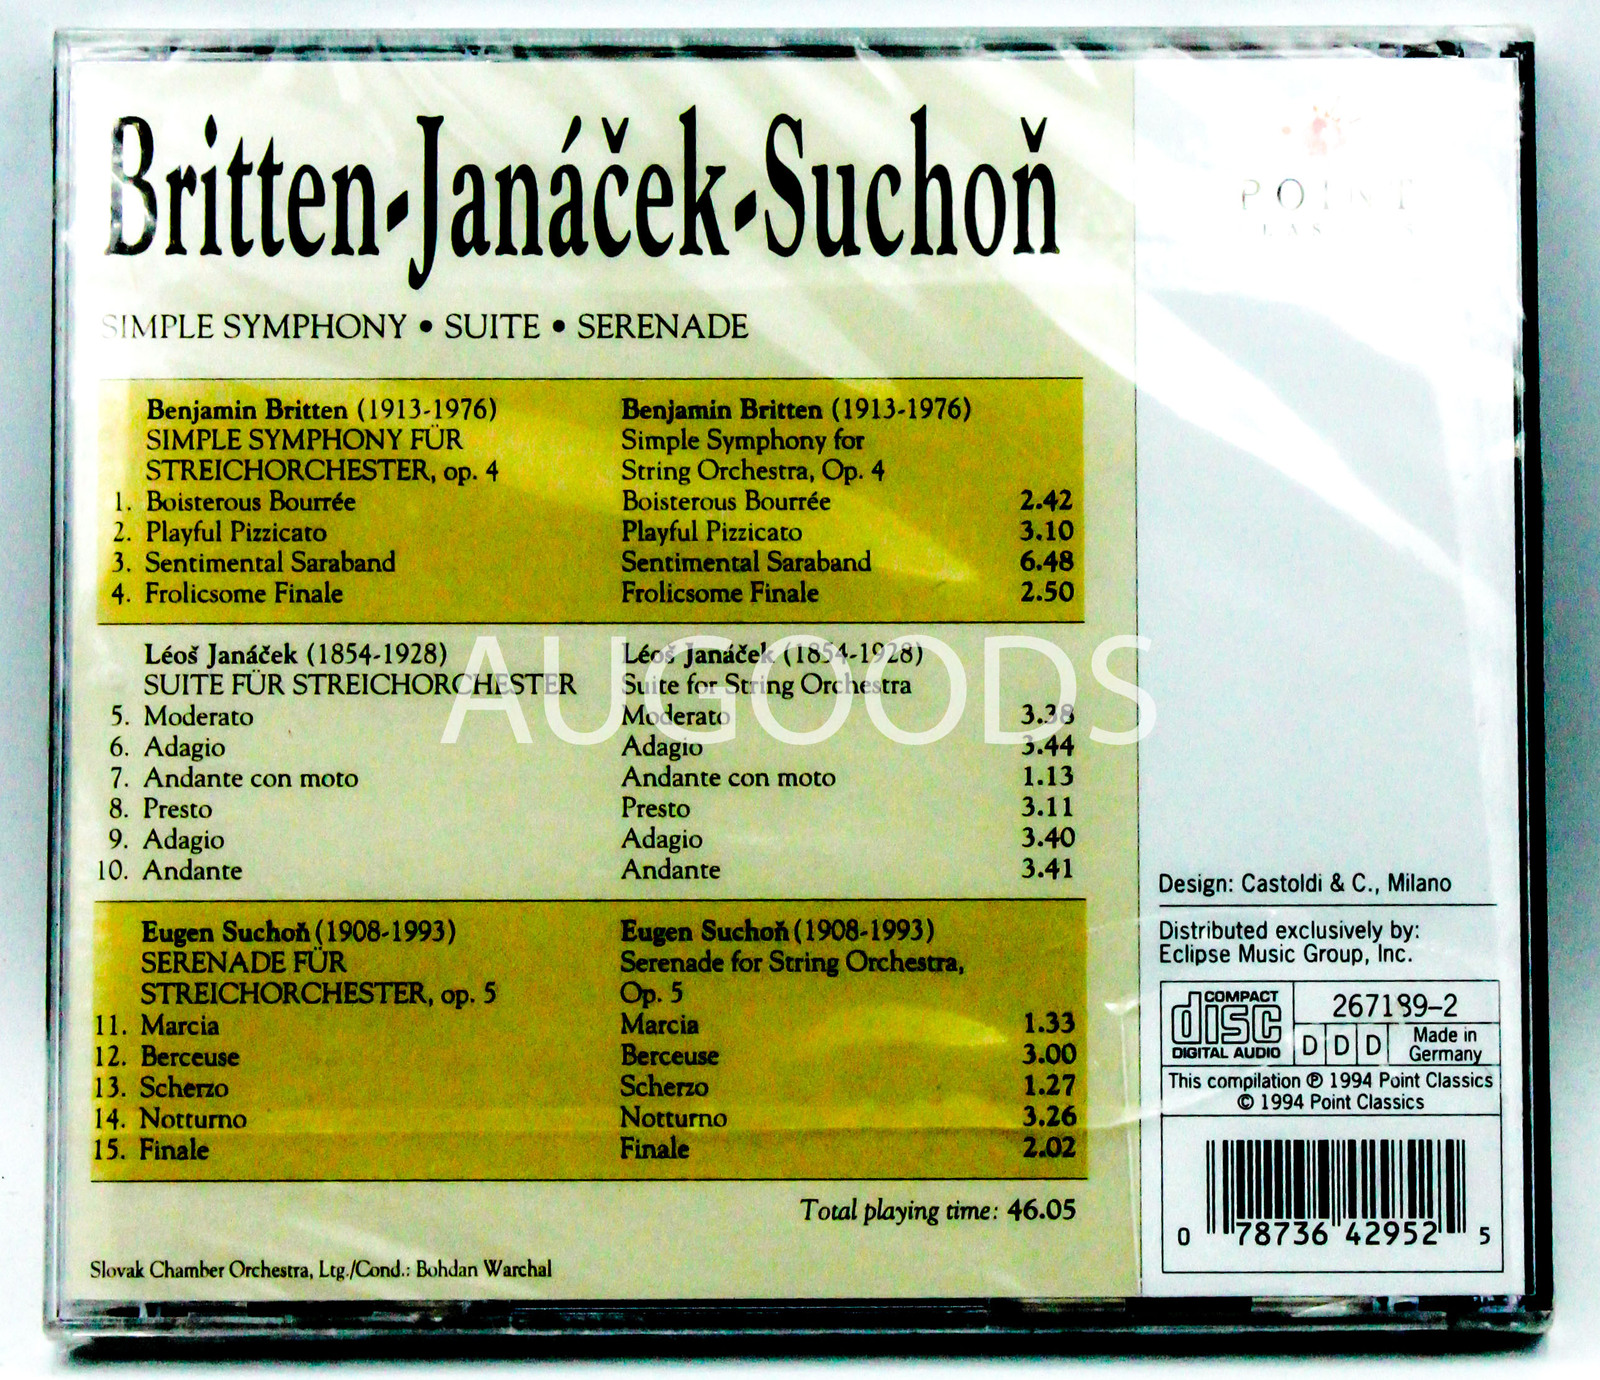 Britten-Janáček-Suchoň
SIMPLE SYMPHONY • SUITE • SERENADE
Benjamin Britten (1913-1976) Benjamin Britten (1913-1976)
SIMPLE SYMPHONY FÜR Simple Symphony for
STREICHORCHESTER, op. 4 String Orchestra, Op. 4
1. Boisterous Bourrée Boisterous Bourrée 2.42
2. Playful Pizzicato Playful Pizzicato 3.10
3. Sentimental Saraband Sentimental Saraband 6.48
4. Frolicsome Finale Frolicsome Finale 2.50
Léoš Janáček (1854-1928) Léoš Janáček (1854-1928)
SUITE FÜR STREICHORCHESTER Suite for String Orchestra
AUGOODS
5. Moderato Moderato 3.38
6. Adagio Adagio 3.44
7. Andante con moto Andante con moto 1.13
8. Presto Presto 3.11
9. Adagio Adagio 3.40
10. Andante Andante 3.41
Eugen Suchoň (1908-1993) Eugen Suchoň (1908-1993)
SERENADE FÜR Serenade for String Orchestra,
STREICHORCHESTER, op. 5 Op. 5
11. Marcia Marcia 1.33
12. Berceuse Berceuse 3.00
13. Scherzo Scherzo 1.27
14. Notturno Notturno 3.26
15. Finale Finale 2.02
Total playing time: 46.05
Slovak Chamber Orchestra, Ltg./Cond.: Bohdan Warchal
POINT
Design: Castoldi & C., Milano
Distributed exclusively by:
Eclipse Music Group, Inc.
COMPACT
disc
DIGITAL AUDIO
267189-2
D D D
Made in
Germany
This compilation ℗ 1994 Point Classics
© 1994 Point Classics
0 78736 42952 5